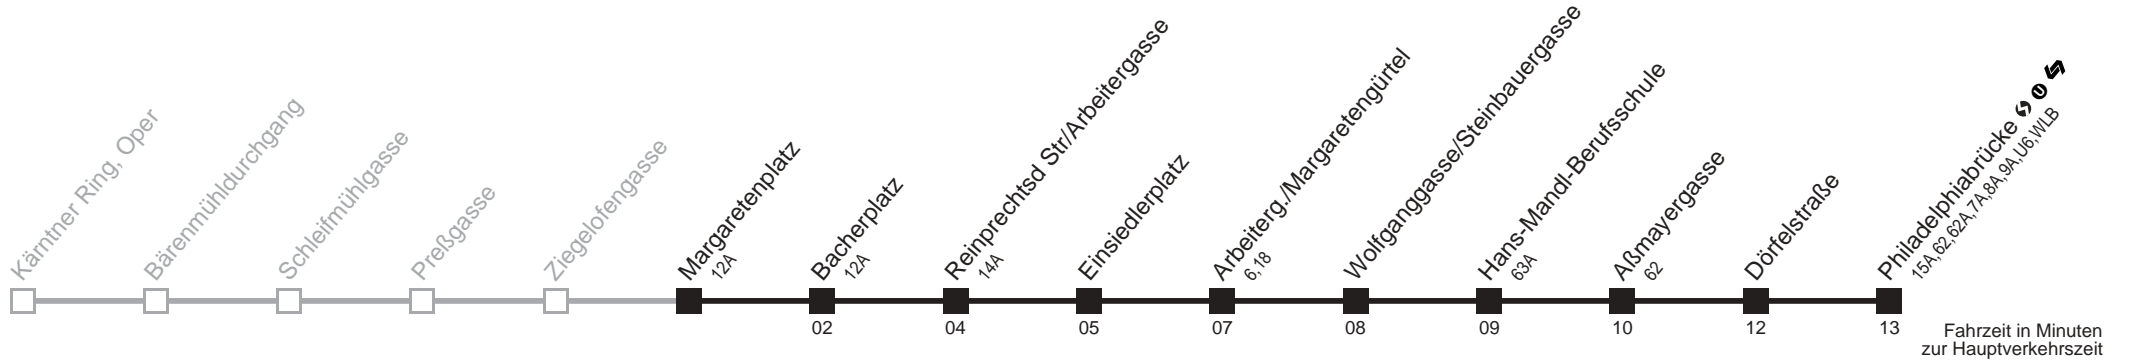 Kärntner Ring, Oper
Bärenmühldurchgang
Schleifmühlgasse
Preßgasse
Ziegelofengasse
Margaretenplatz
12A
Bacherplatz
12A
02
Reinprechtsd Str/Arbeitergasse
14A
04
Einsiedlerplatz
05
Arbeiterg./Margaretengürtel
6,18
07
Wolfganggasse/Steinbauergasse
08
Hans-Mandl-Berufsschule
63A
09
Aßmayergasse
62
10
Dörfelstraße
12
Philadelphiabrücke S U
15A,62,62A,7A,8A,9A,U6,WLB
13
Fahrzeit in Minuten
zur Hauptverkehrszeit